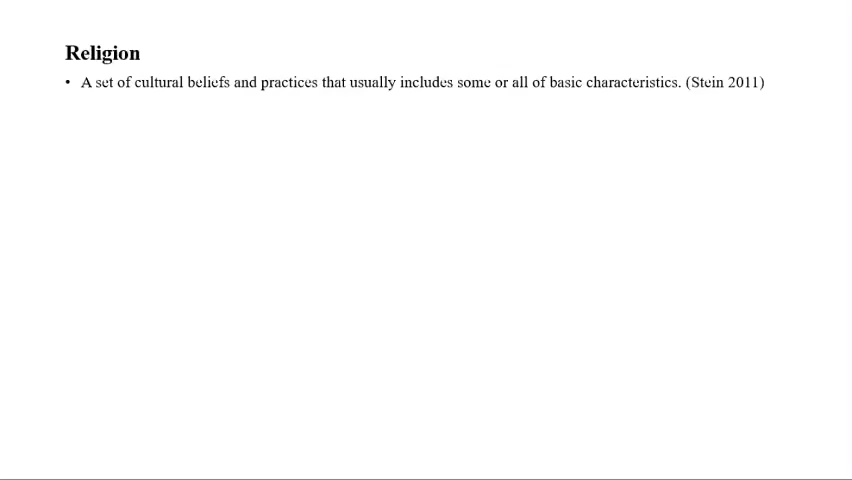 Religion
• A set of cultural beliefs and practices that usually includes some or all of basic characteristics. (Stein 2011)